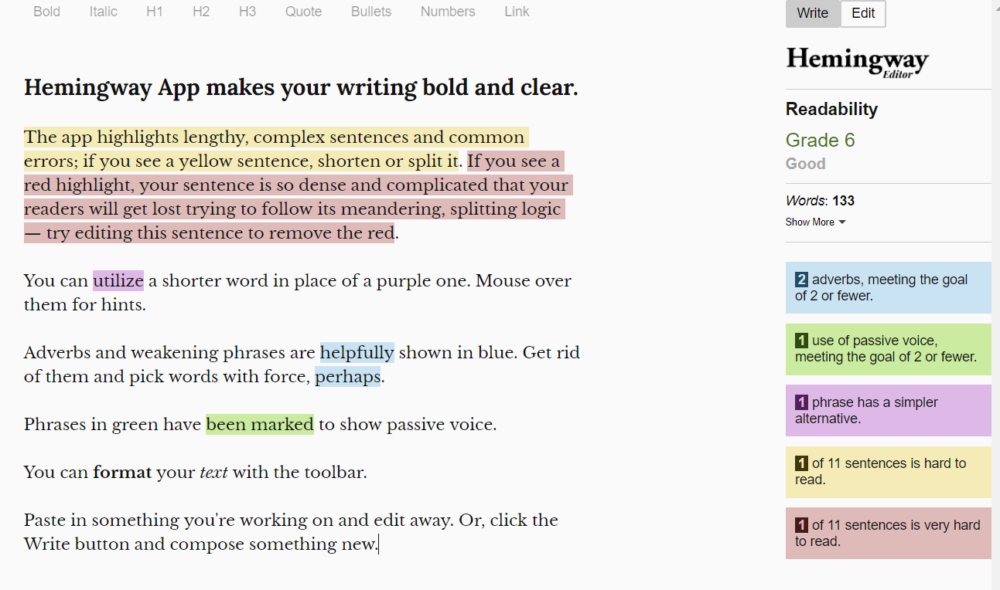 Bold Italic H1 H2 H3 Quote Bullets Numbers Link
Write Edit
Hemingway
Editor
Hemingway App makes your writing bold and clear.
The app highlights lengthy, complex sentences and common
errors; if you see a yellow sentence, shorten or split it. If you see a
red highlight, your sentence is so dense and complicated that your
readers will get lost trying to follow its meandering, splitting logic
— try editing this sentence to remove the red.
You can utilize a shorter word in place of a purple one. Mouse over
them for hints.
Adverbs and weakening phrases are helpfully shown in blue. Get rid
of them and pick words with force, perhaps.
Phrases in green have been marked to show passive voice.
You can format your text with the toolbar.
Paste in something you're working on and edit away. Or, click the
Write button and compose something new.
Readability
Grade 6
Good
Words: 133
Show More
2 adverbs, meeting the goal
of 2 or fewer.
1 use of passive voice,
meeting the goal of 2 or fewer.
1 phrase has a simpler
alternative.
1 of 11 sentences is hard to
read.
1 of 11 sentences is very hard
to read.